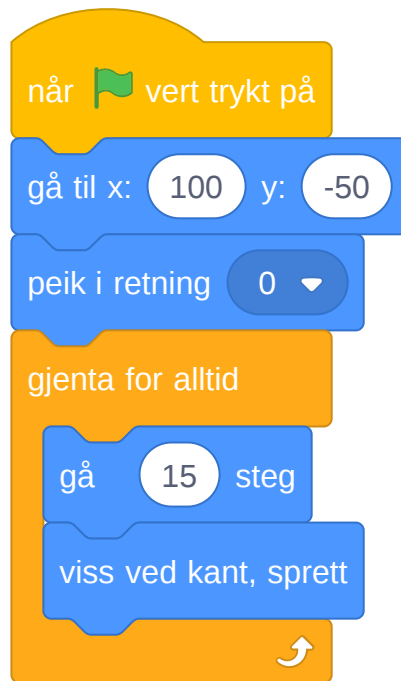 når vert trykt på
gå til x: 100 y: -50
peik i retning 0
gjenta for alltid
gå 15 steg
viss ved kant, sprett